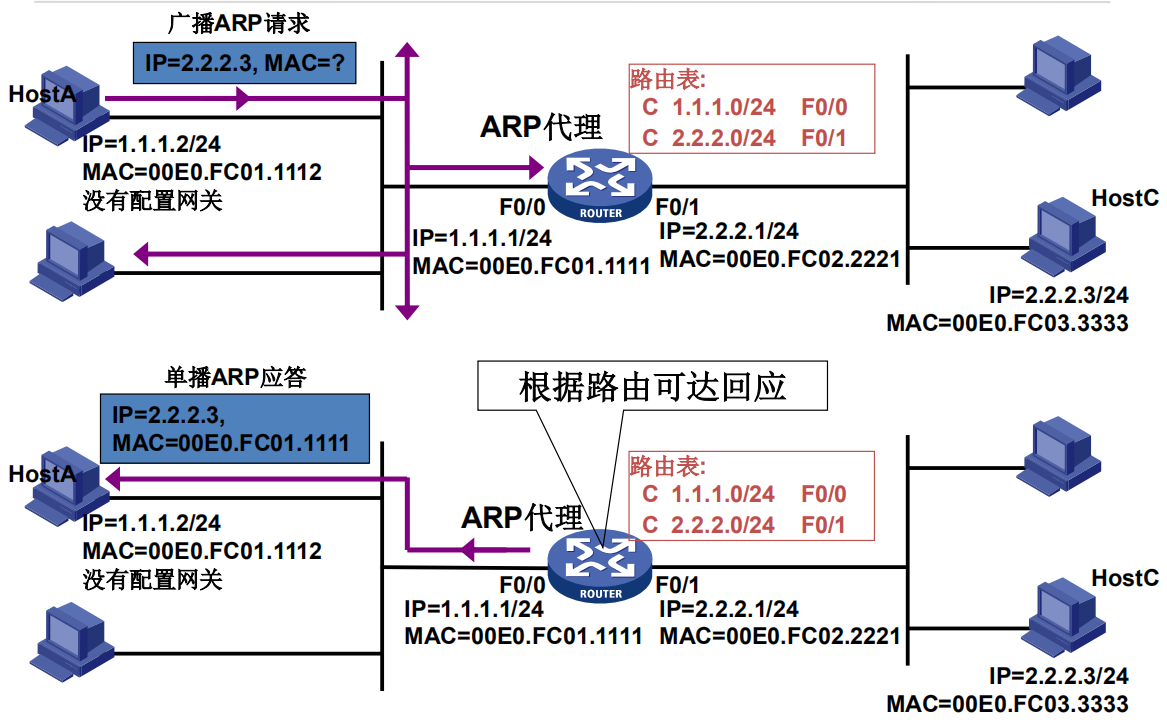 广播ARP请求
IP=2.2.2.3, MAC=?
HostA
IP=1.1.1.2/24
MAC=00E0.FC01.1112
没有配置网关
ARP代理
路由表:
C 1.1.1.0/24 F0/0
C 2.2.2.0/24 F0/1
ROUTER
F0/0
IP=1.1.1.1/24
MAC=00E0.FC01.1111
F0/1
IP=2.2.2.1/24
MAC=00E0.FC02.2221
HostC
IP=2.2.2.3/24
MAC=00E0.FC03.3333
单播ARP应答
IP=2.2.2.3,
MAC=00E0.FC01.1111
HostA
IP=1.1.1.2/24
MAC=00E0.FC01.1112
没有配置网关
根据路由可达回应
ARP代理
路由表:
C 1.1.1.0/24 F0/0
C 2.2.2.0/24 F0/1
ROUTER
F0/0
IP=1.1.1.1/24
MAC=00E0.FC01.1111
F0/1
IP=2.2.2.1/24
MAC=00E0.FC02.2221
HostC
IP=2.2.2.3/24
MAC=00E0.FC03.3333